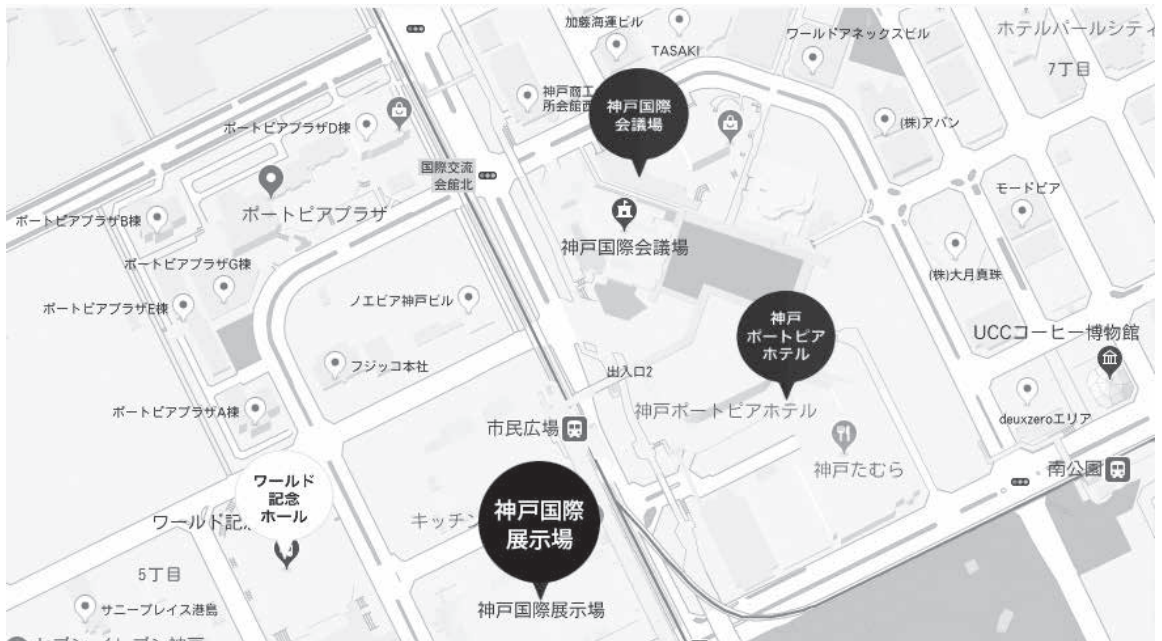 加藤海運ビル
TASAKI
ワールドアネックスビル
ホテルパールシティ
7丁目
神戸商工
所会館西
神戸国際
会議場
(株)アバン
ポートピアプラザD棟
国際交流
会館北
モードピア
ポートピアプラザB棟
ポートピアプラザ
神戸国際会議場
ポートピアプラザG棟
(株)大月真珠
ポートピアプラザE棟
ノエビア神戸ビル
神戸
ポートピア
ホテル
UCCコーヒー博物館
フジッコ本社
出入口2
ポートピアプラザA棟
神戸ポートピアホテル
deuxzeroエリア
市民広場
神戸たむら
南公園
ワールド
記念
ホール
ワールド記念
キッチン
神戸国際
展示場
5丁目
サニープレイス港島
神戸国際展示場